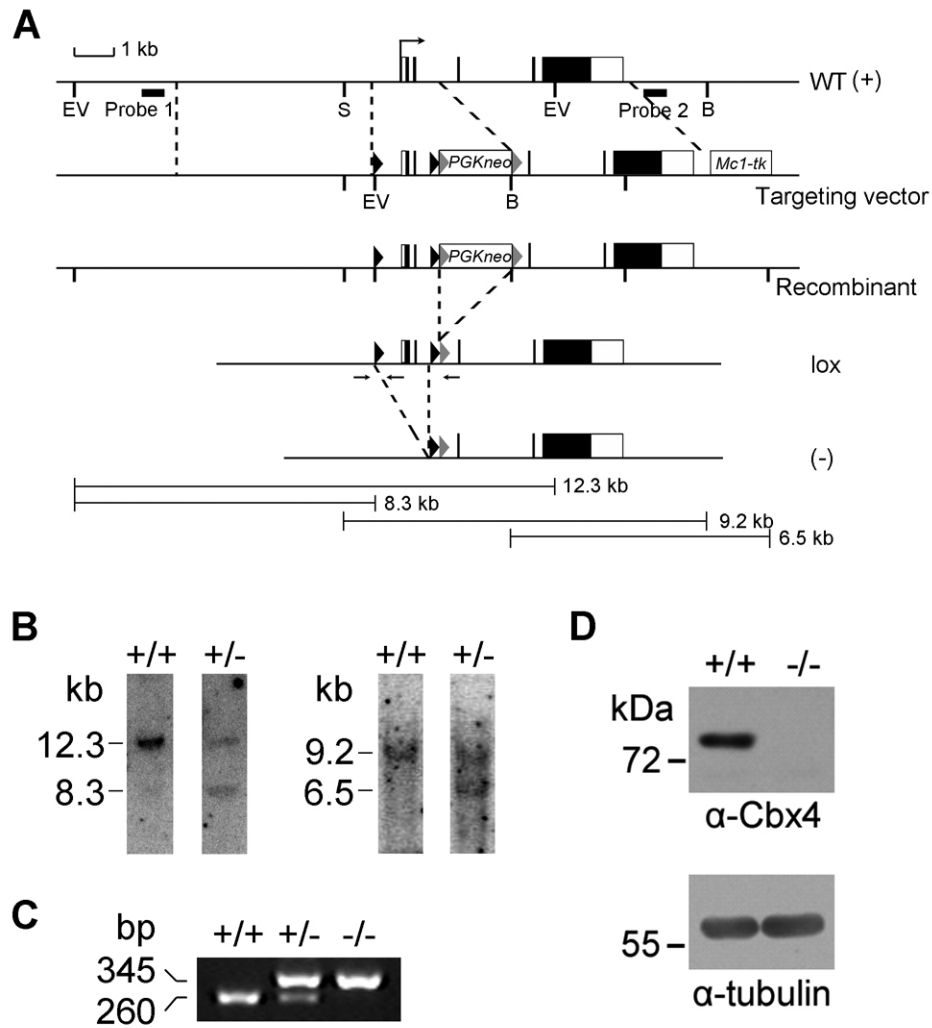 A
1 kb
WT (+)
EV Probe 1 S EV Probe 2 B
PGKneo Mc1-tk
EV B Targeting vector
PGKneo
Recombinant
lox
(-)
12.3 kb
8.3 kb
9.2 kb
6.5 kb
B
+/+ +/-
kb
12.3
8.3
+/+ +/-
kb
9.2
6.5
C
bp +/+ +/- -/-
345
260
D
+/+ -/-
kDa
72
α-Cbx4
55
α-tubulin